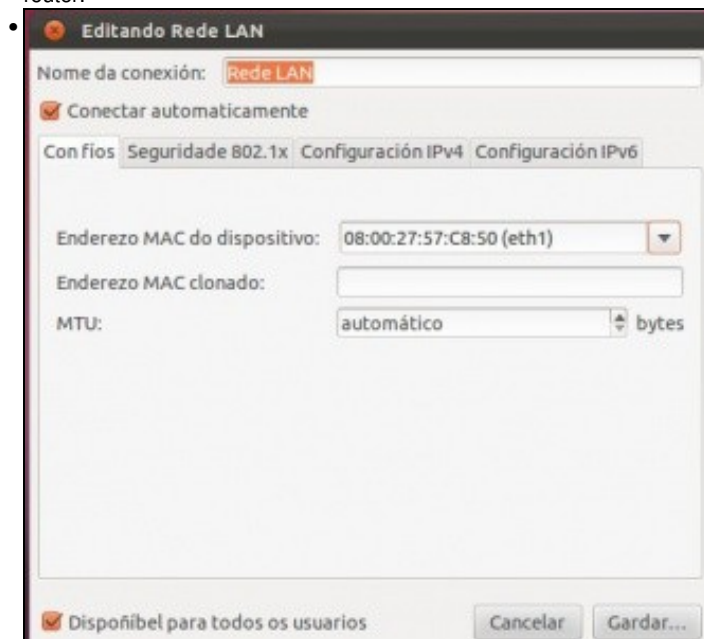 router.
Editando Rede LAN
Nome da conexión: Rede LAN
Conectar automaticamente
Con fíos Seguridade 802.1x Configuración IPv4 Configuración IPv6
Enderezo MAC do dispositivo: 08:00:27:57:C8:50 (eth1)
Enderezo MAC clonado:
MTU: automático bytes
Dispoñíbel para todos os usuarios Cancelar Gardar...